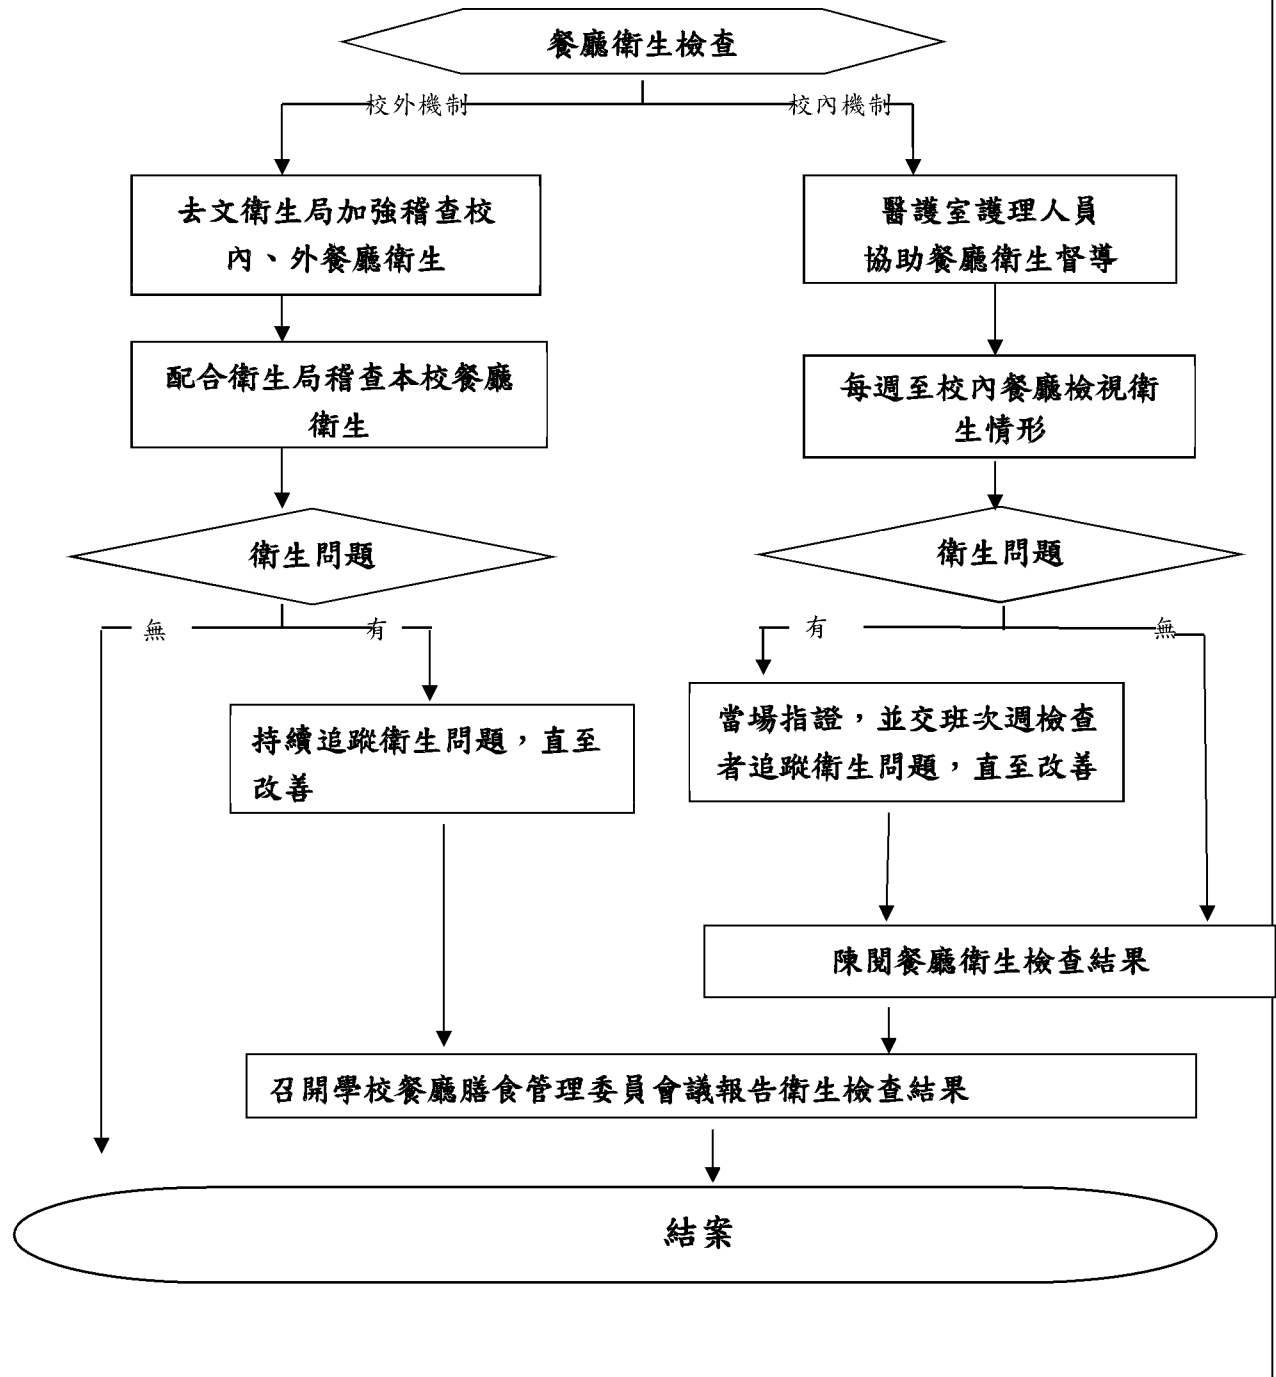 餐廳衛生檢查
校外機制
校內機制
去文衛生局加強稽查校
內、外餐廳衛生
醫護室護理人員
協助餐廳衛生督導
配合衛生局稽查本校餐廳
衛生
每週至校內餐廳檢視衛
生情形
衛生問題
衛生問題
無
有
有
無
持續追蹤衛生問題，直至
改善
當場指證，並交班次週檢查
者追蹤衛生問題，直至改善
陳閱餐廳衛生檢查結果
召開學校餐廳膳食管理委員會議報告衛生檢查結果
結案